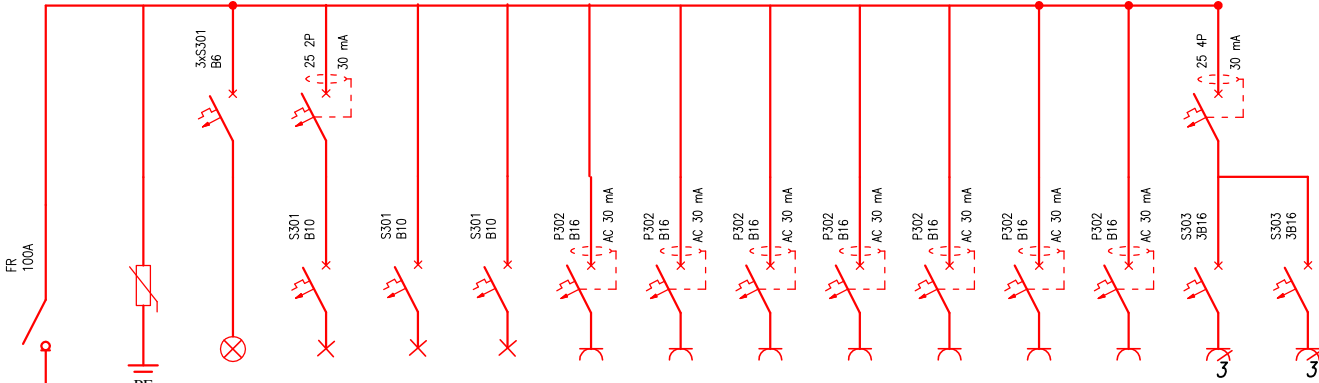 FR
100A
PE
3xS301
B6
25 2P
30 mA
S301
B10
S301
B10
S301
B10
P302
B16
AC 30 mA
P302
B16
AC 30 mA
P302
B16
AC 30 mA
P302
B16
AC 30 mA
P302
B16
AC 30 mA
P302
B16
AC 30 mA
P302
B16
AC 30 mA
25 4P
30 mA
S303
3B16
3
S303
3B16
3